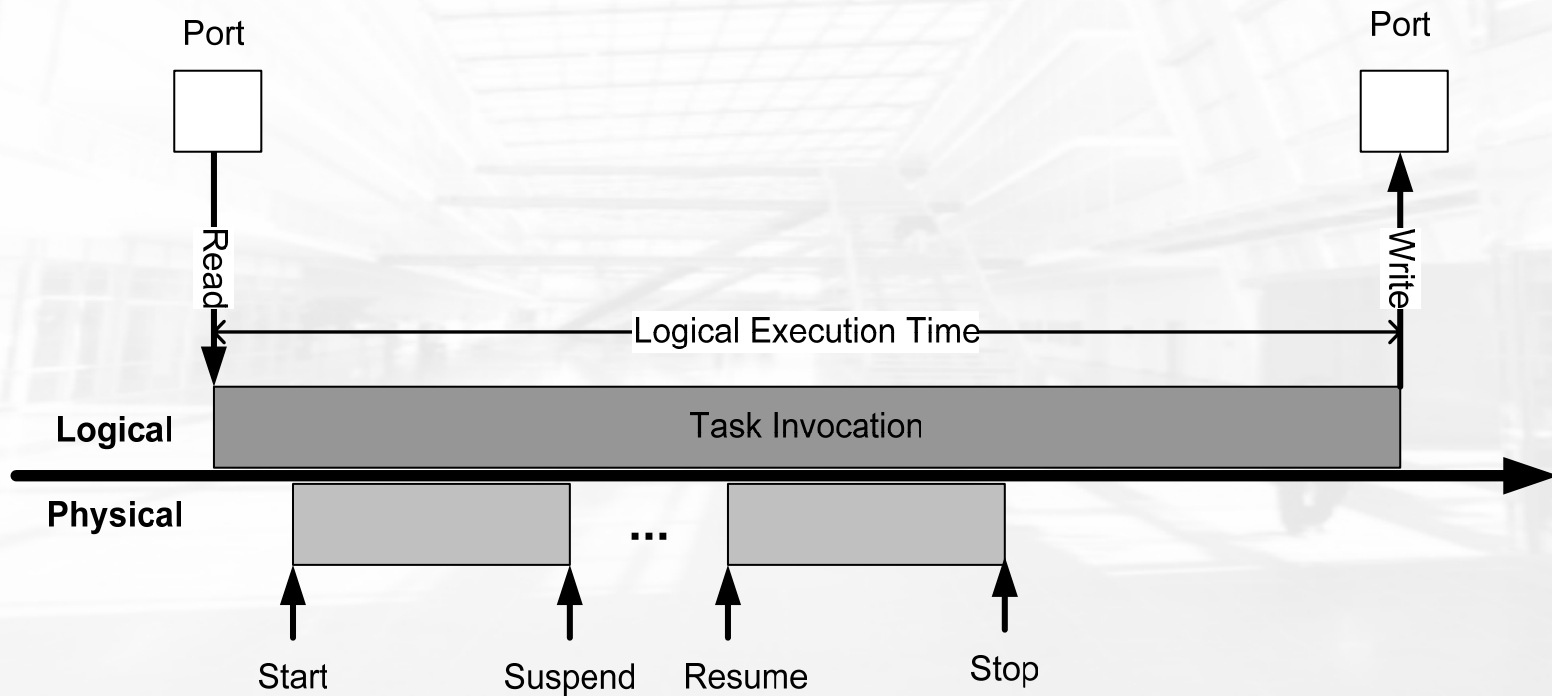 Port
Port
Read
Write
Logical Execution Time
Logical
Task Invocation
Physical
...
Start
Suspend
Resume
Stop